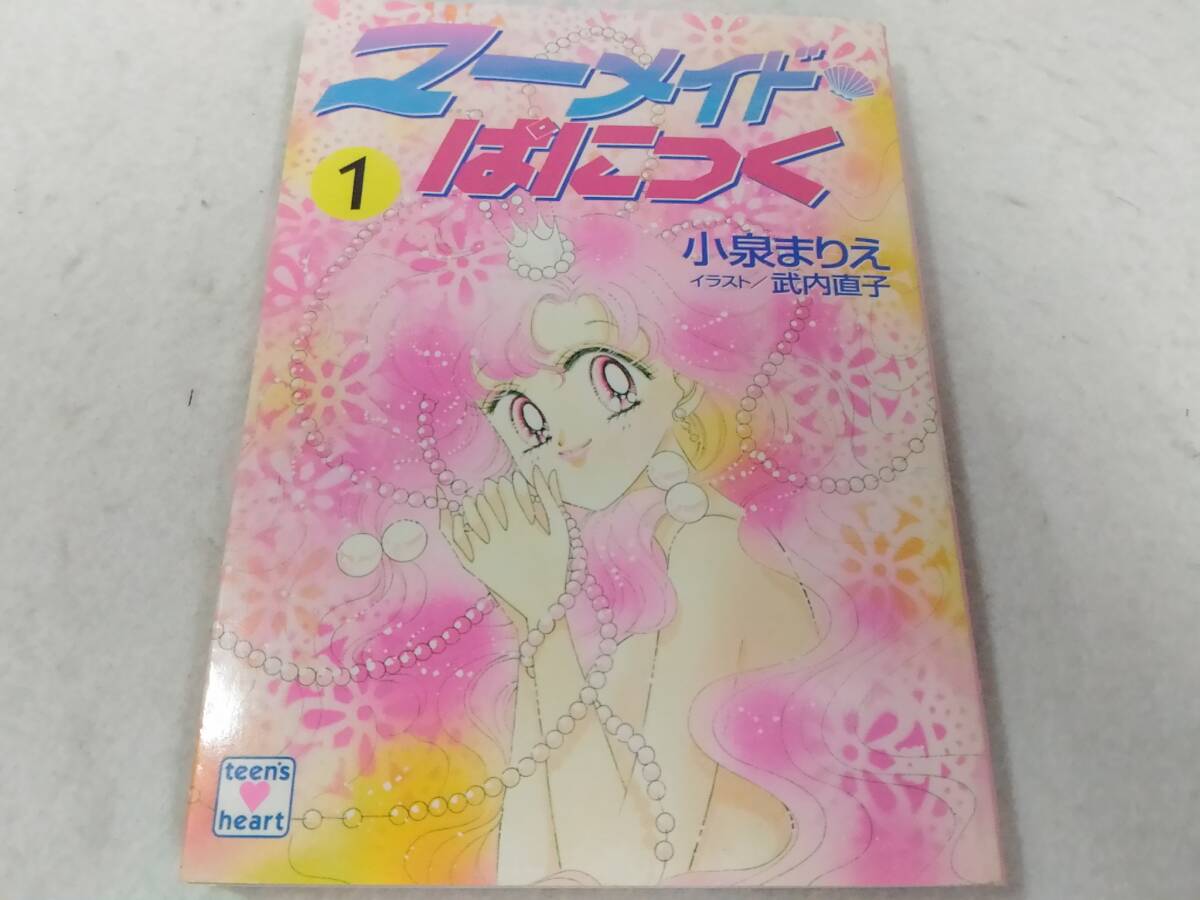 マーメイド
ぱにっく
1
小泉まりえ
イラスト/武内直子
teen's
heart